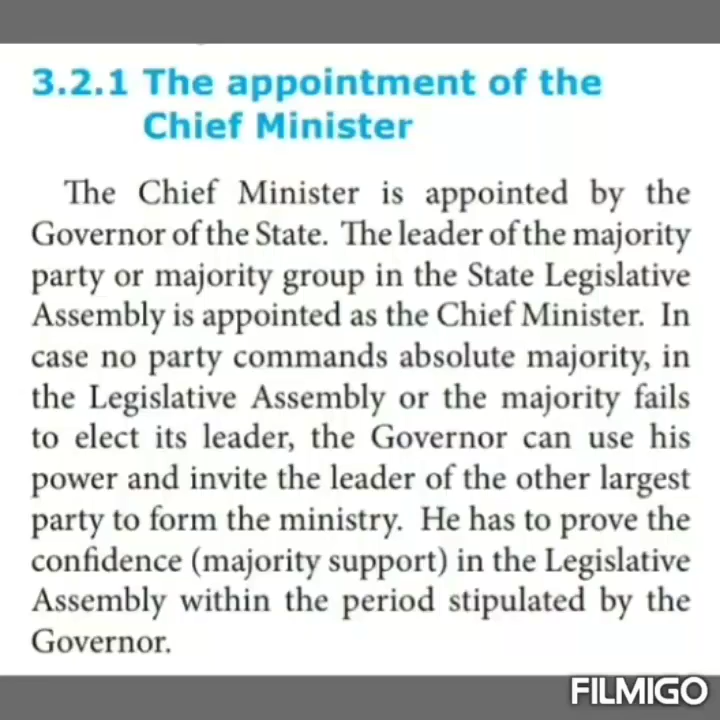 3.2.1 The appointment of the
Chief Minister
The Chief Minister is appointed by the
Governor of the State. The leader of the majority
party or majority group in the State Legislative
Assembly is appointed as the Chief Minister. In
case no party commands absolute majority, in
the Legislative Assembly or the majority fails
to elect its leader, the Governor can use his
power and invite the leader of the other largest
party to form the ministry. He has to prove the
confidence (majority support) in the Legislative
Assembly within the period stipulated by the
Governor.
FILMIGO